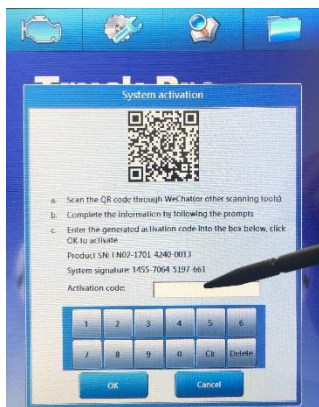 System activation
a. Scan the QR code through WeChat(or other scanning tools)
b. Complete the information by following the prompts
c. Enter the generated activation code into the box below, click
OK to activate
Product SN: LN02-1701-4240-0013
System signature: 1455-7064-5197-661
Activation code:
1 2 3 4 5 6
7 8 9 0 Clr Delete
OK Cancel